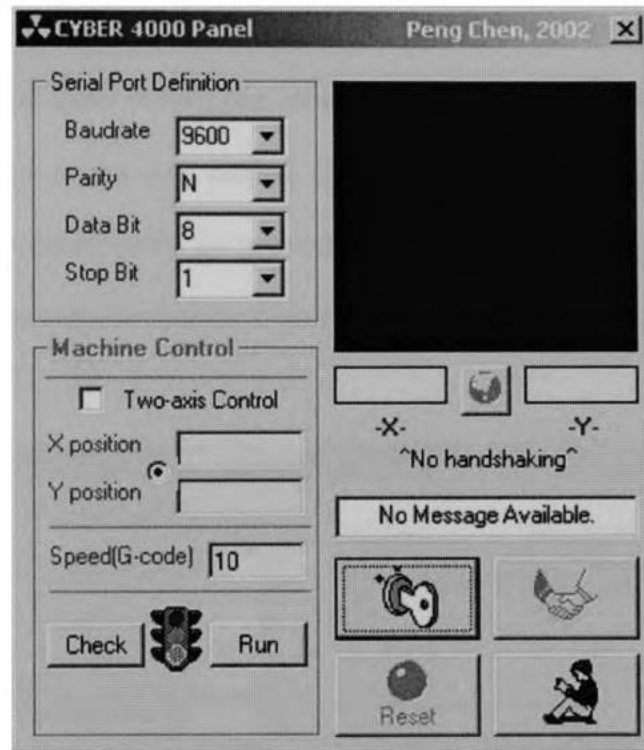 CYBER 4000 Panel Peng Chen, 2002
Serial Port Definition
Baudrate 9600
Parity N
Data Bit 8
Stop Bit 1
Machine Control
Two-axis Control
X position
Y position
Speed(G-code) 10
Check Run
-X- -Y-
^No handshaking^
No Message Available.
Reset